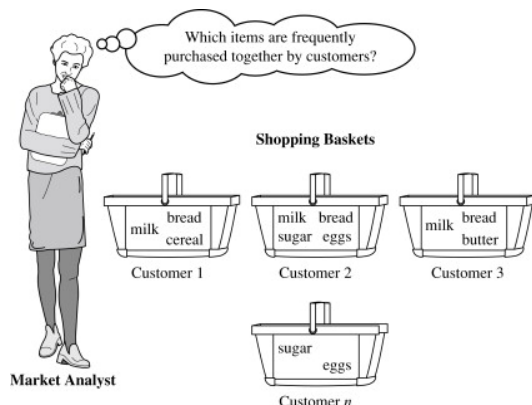 Which items are frequently
purchased together by customers?
Shopping Baskets
milk bread
cereal
Customer 1
milk bread
sugar eggs
Customer 2
milk bread
butter
Customer 3
sugar
eggs
Customer n
Market Analyst